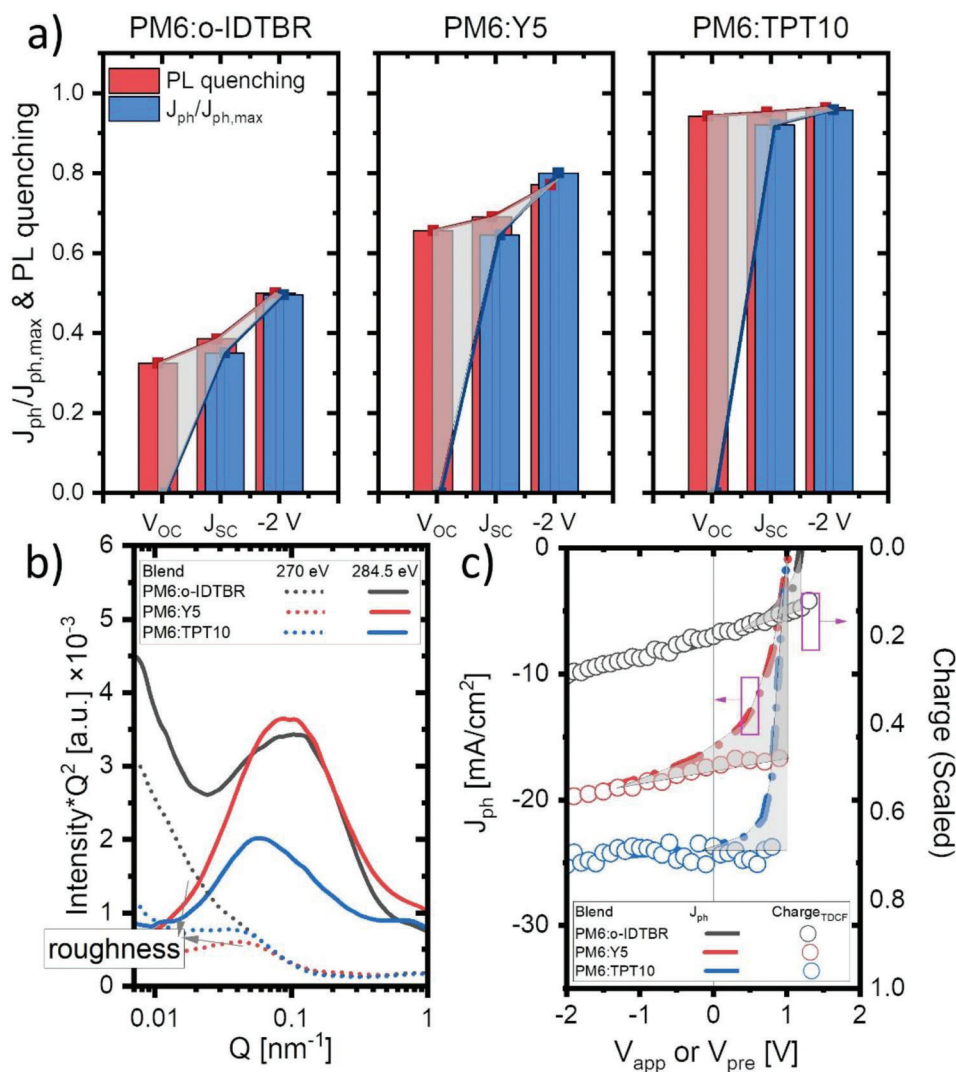 a)
PM6:o-IDTBR PM6:Y5 PM6:TPT10
PL quenching
J_ph/J_ph,max
J_ph/J_ph,max & PL quenching
1.0
0.8
0.6
0.4
0.2
0.0
V_OC J_SC -2 V V_OC J_SC -2 V V_OC J_SC -2 V
b)
Blend 270 eV 284.5 eV
PM6:o-IDTBR
PM6:Y5
PM6:TPT10
Intensity*Q² [a.u.] ×10⁻³
6
5
4
3
2
1
0
roughness
0.01 0.1 1
Q [nm⁻¹]
c)
J_ph [mA/cm²]
0
-10
-20
-30
Charge (Scaled)
0.0
0.2
0.4
0.6
0.8
1.0
Blend J_ph Charge_TDCF
PM6:o-IDTBR
PM6:Y5
PM6:TPT10
-2 -1 0 1 2
V_app or V_pre [V]